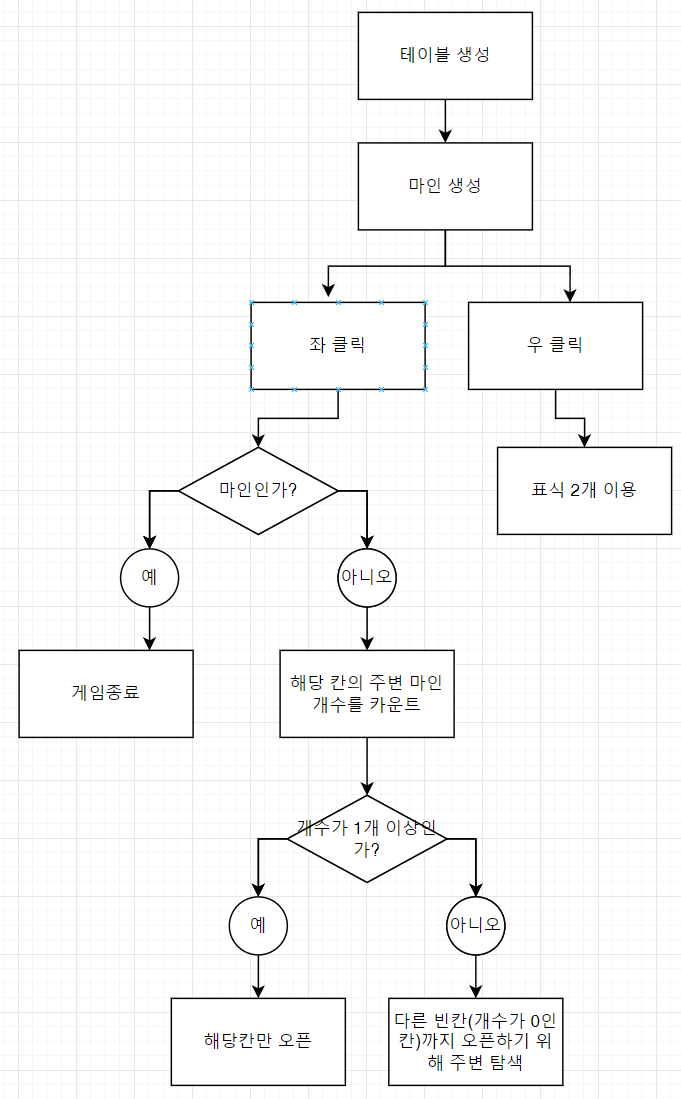 테이블 생성
마인 생성
좌 클릭
우 클릭
마인인가?
표식 2개 이용
예
아니오
게임종료
해당 칸의 주변 마인
개수를 카운트
개수가 1개 이상인
가?
예
아니오
해당칸만 오픈
다른 빈칸(개수가 0인
칸)까지 오픈하기 위
해 주변 탐색